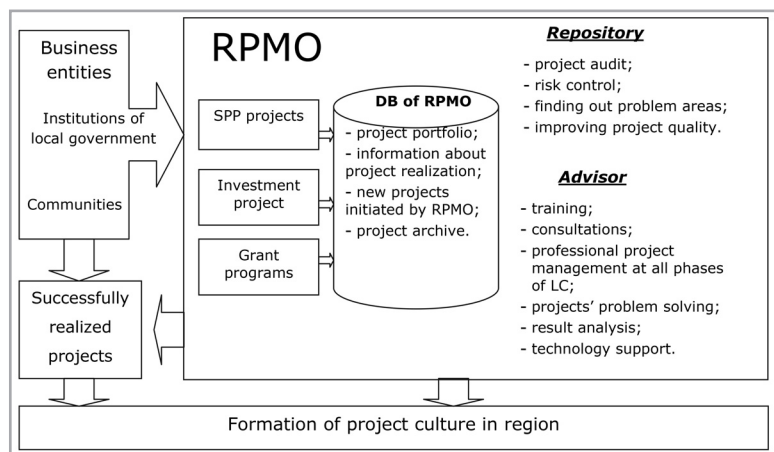 Business
entities
Institutions of
local government
Communities
Successfully
realized
projects
RPMO
SPP projects
Investment
project
Grant
programs
DB of RPMO
- project portfolio;
- information about
project realization;
- new projects
initiated by RPMO;
- project archive.
Repository
- project audit;
- risk control;
- finding out problem areas;
- improving project quality.
Advisor
- training;
- consultations;
- professional project
management at all phases
of LC;
- projects’ problem solving;
- result analysis;
- technology support.
Formation of project culture in region